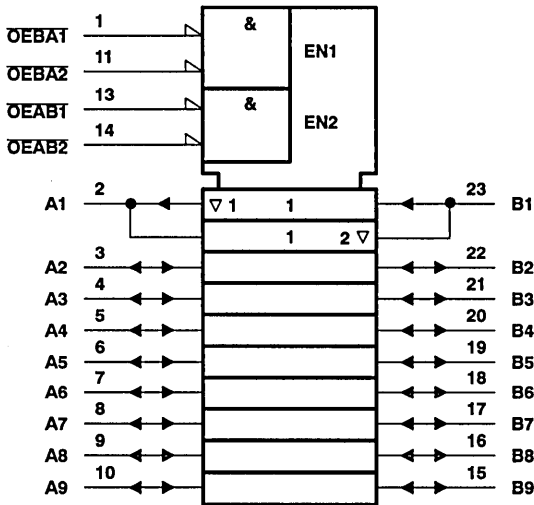 OEBA1 1 & EN1
OEBA2 11
OEAB1 13 & EN2
OEAB2 14
A1 2 ▽ 1 1 23 B1
1 2 ▽
A2 3 22 B2
A3 4 21 B3
A4 5 20 B4
A5 6 19 B5
A6 7 18 B6
A7 8 17 B7
A8 9 16 B8
A9 10 15 B9